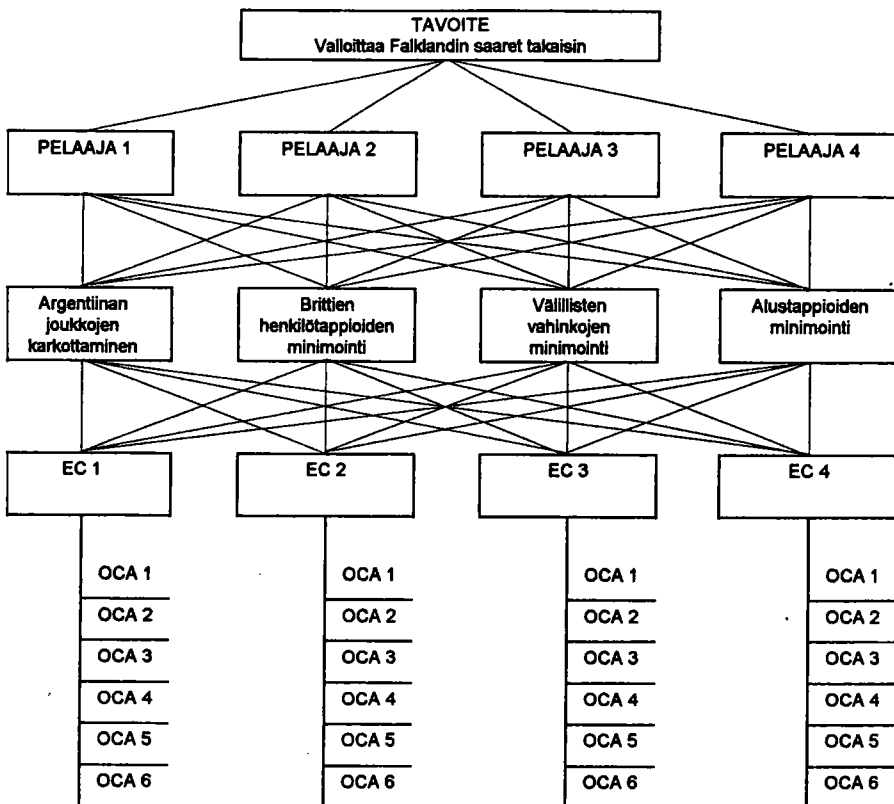 TAVOITE
Valloittaa Falklandin saaret takaisin
PELAAJA 1
PELAAJA 2
PELAAJA 3
PELAAJA 4
Argentiinan
joukkojen
karkottaminen
Brittien
henkilötappioiden
minimointi
Välillisten
vahinkojen
minimointi
Alustappioiden
minimointi
EC 1
EC 2
EC 3
EC 4
OCA 1
OCA 2
OCA 3
OCA 4
OCA 5
OCA 6
OCA 1
OCA 2
OCA 3
OCA 4
OCA 5
OCA 6
OCA 1
OCA 2
OCA 3
OCA 4
OCA 5
OCA 6
OCA 1
OCA 2
OCA 3
OCA 4
OCA 5
OCA 6